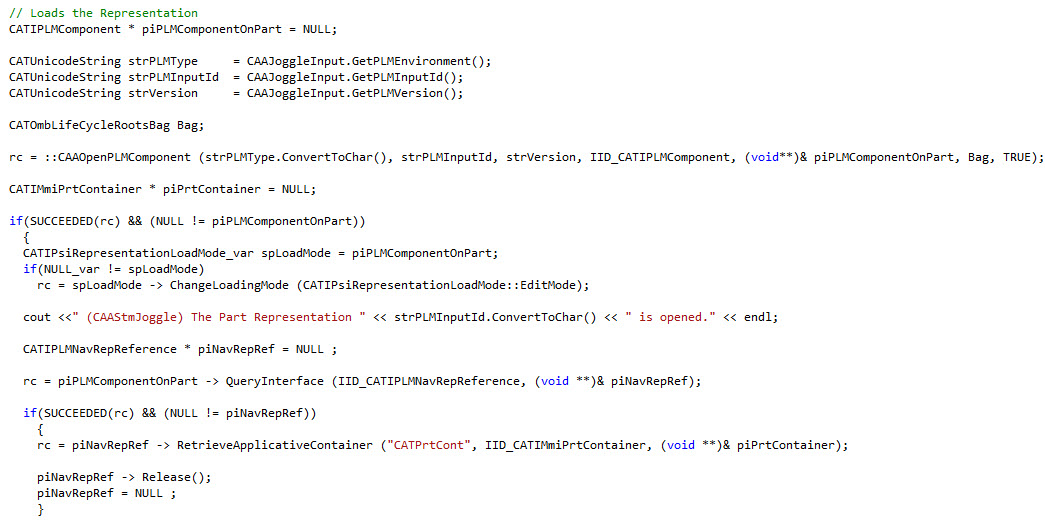 // Loads the Representation
CATIPLMComponent * piPLMComponentOnPart = NULL;
CATUnicodeString strPLMType     = CAAJoggleInput.GetPLMEnvironment();
CATUnicodeString strPLMInputId  = CAAJoggleInput.GetPLMInputId();
CATUnicodeString strVersion     = CAAJoggleInput.GetPLMVersion();
CATOmbLifeCycleRootsBag Bag;
rc = ::CAAOpenPLMComponent (strPLMType.ConvertToChar(), strPLMInputId, strVersion, IID_CATIPLMComponent, (void**)& piPLMComponentOnPart, Bag, TRUE);
CATIMmiPrtContainer * piPrtContainer = NULL;
if(SUCCEEDED(rc) && (NULL != piPLMComponentOnPart))
  {
  CATIPsiRepresentationLoadMode_var spLoadMode = piPLMComponentOnPart;
  if(NULL_var != spLoadMode)
    rc = spLoadMode -> ChangeLoadingMode (CATIPsiRepresentationLoadMode::EditMode);
  cout <<" (CAAStmJoggle) The Part Representation " << strPLMInputId.ConvertToChar() << " is opened." << endl;
  CATIPLMNavRepReference * piNavRepRef = NULL ;
  rc = piPLMComponentOnPart -> QueryInterface (IID_CATIPLMNavRepReference, (void **)& piNavRepRef);
  if(SUCCEEDED(rc) && (NULL != piNavRepRef))
    {
    rc = piNavRepRef -> RetrieveApplicativeContainer ("CATPrtCont", IID_CATIMmiPrtContainer, (void **)& piPrtContainer);
    piNavRepRef -> Release();
    piNavRepRef = NULL ;
    }